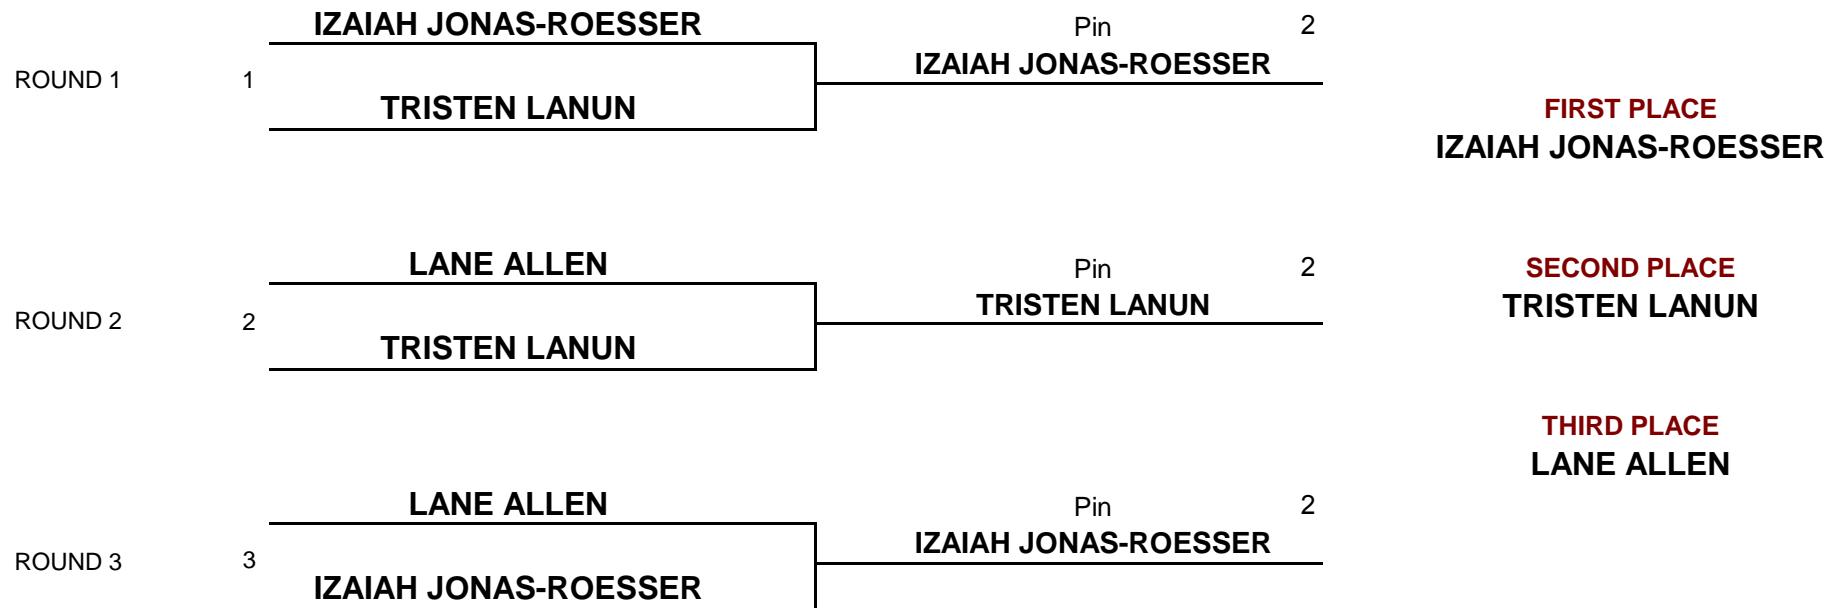 IZAIAH JONAS-ROESSER
Pin 2
IZAIAH JONAS-ROESSER
ROUND 1 1
TRISTEN LANUN
FIRST PLACE
IZAIAH JONAS-ROESSER
LANE ALLEN
Pin 2
SECOND PLACE
TRISTEN LANUN
TRISTEN LANUN
ROUND 2 2
TRISTEN LANUN
THIRD PLACE
LANE ALLEN
LANE ALLEN
Pin 2
IZAIAH JONAS-ROESSER
ROUND 3 3
IZAIAH JONAS-ROESSER